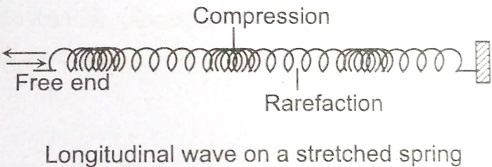 Compression
Free end
Rarefaction
Longitudinal wave on a stretched spring